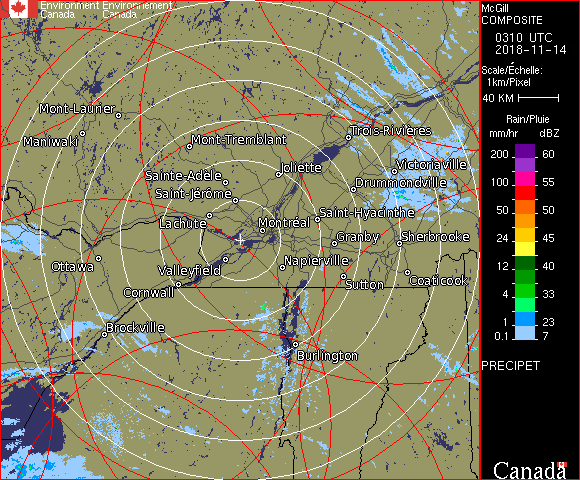 Environment Environnement
Canada Canada
McGill
COMPOSITE
0310 UTC
2018-11-14
Scale/Échelle:
1km/Pixel
40 KM
Rain/Pluie
mm/hr dBZ
200 60
100 55
50 50
24 45
12 40
4 33
1 23
0.1 7
PRECIPET
Canada
Mont-Laurier
Maniwaki
Mont-Tremblant
Trois-Rivières
Sainte-Adèle
Joliette
Victoriaville
Saint-Jérôme
Drummondville
Lachute
Montréal
Saint-Hyacinthe
Granby
Sherbrooke
Ottawa
Valleyfield
Napierville
Cornwall
Sutton
Coaticook
Brockville
Burlington